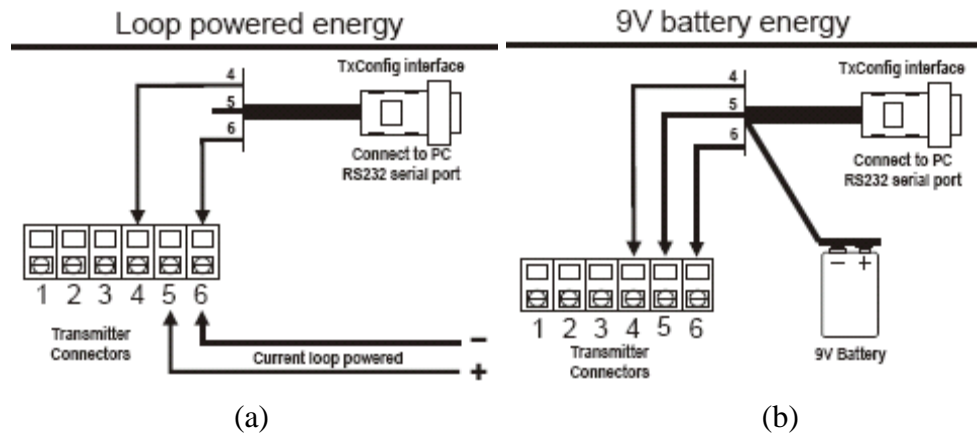 Loop powered energy
TxConfig interface
4
5
6
Connect to PC
RS232 serial port
1 2 3 4 5 6
Transmitter
Connectors
Current loop powered
−
+
(a)
9V battery energy
TxConfig interface
4
5
6
Connect to PC
RS232 serial port
− +
1 2 3 4 5 6
Transmitter
Connectors
9V Battery
(b)